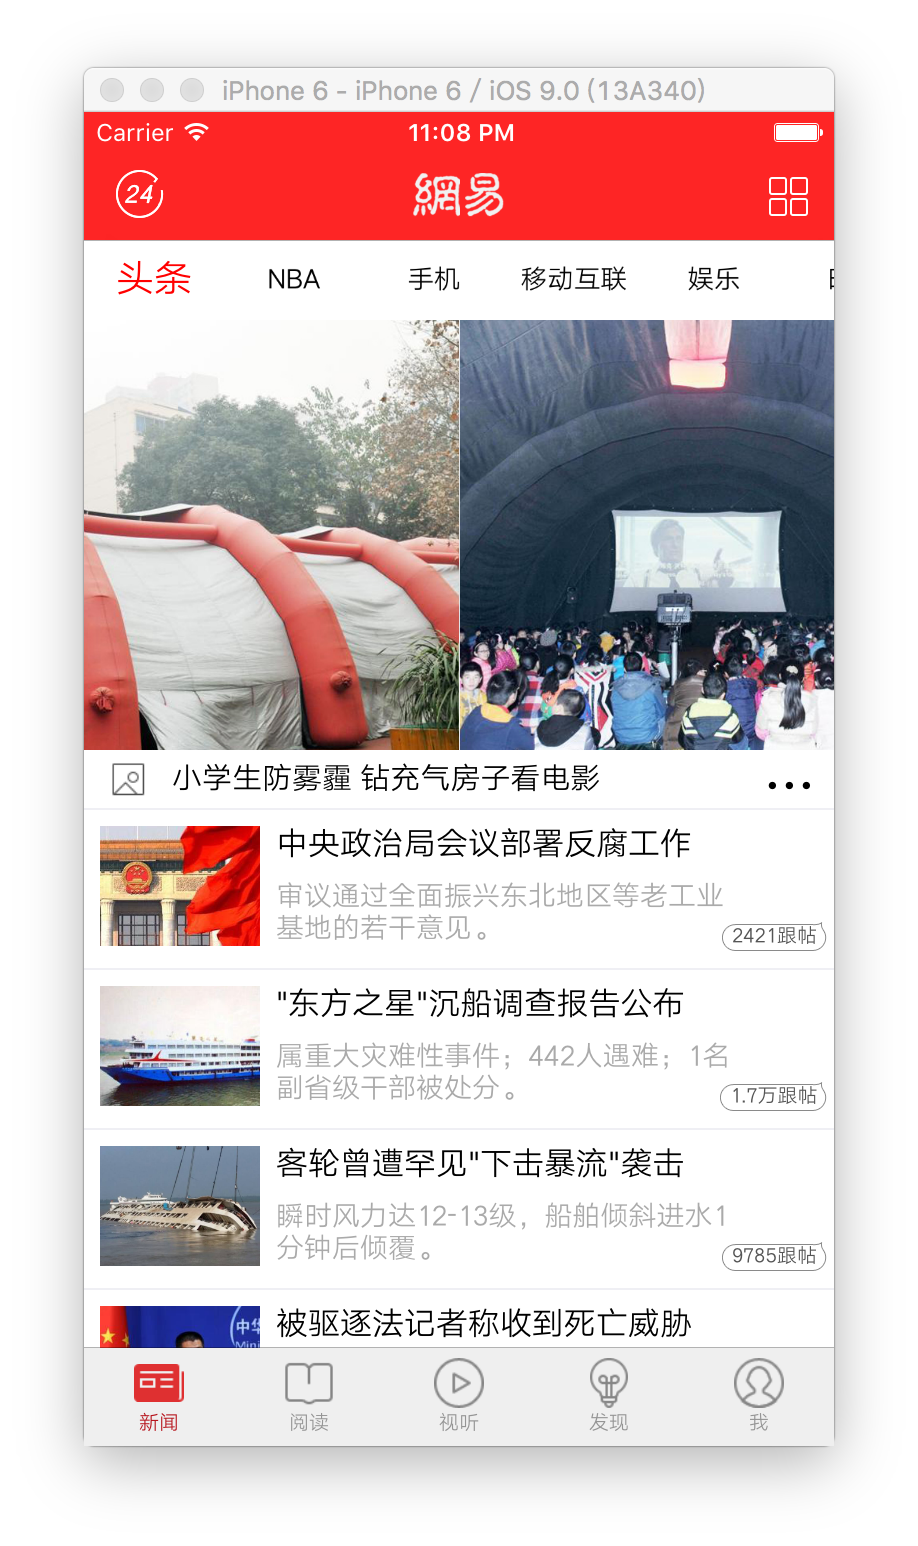 iPhone 6 - iPhone 6 / iOS 9.0 (13A340)
Carrier 11:08 PM
24 網易
头条 NBA 手机 移动互联 娱乐
小学生防雾霾 钻充气房子看电影
中央政治局会议部署反腐工作
审议通过全面振兴东北地区等老工业
基地的若干意见。
2421跟帖
"东方之星"沉船调查报告公布
属重大灾难性事件；442人遇难；1名
副省级干部被处分。
1.7万跟帖
客轮曾遭罕见"下击暴流"袭击
瞬时风力达12-13级，船舶倾斜进水1
分钟后倾覆。
9785跟帖
被驱逐法记者称收到死亡威胁
中华
新闻 阅读 视听 发现 我